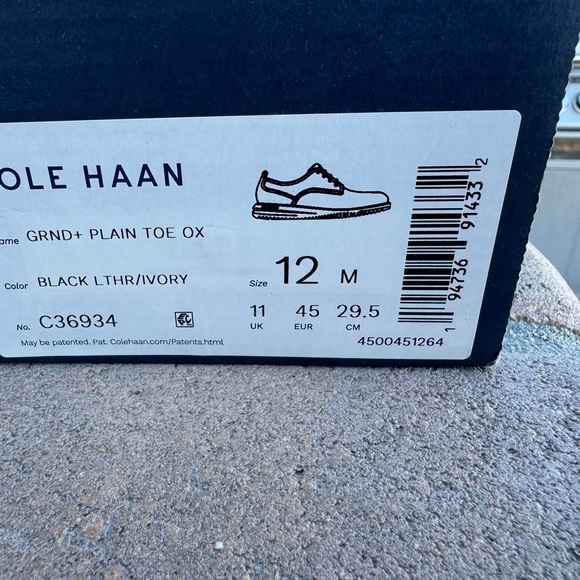 OLE HAAN
ame GRND+ PLAIN TOE OX
Color BLACK LTHR/IVORY
Size 12 M
No. C36934
11 45 29.5
UK EUR CM
May be patented. Pat. Colehaan.com/Patents.html
4500451264
1 94736 91433 2